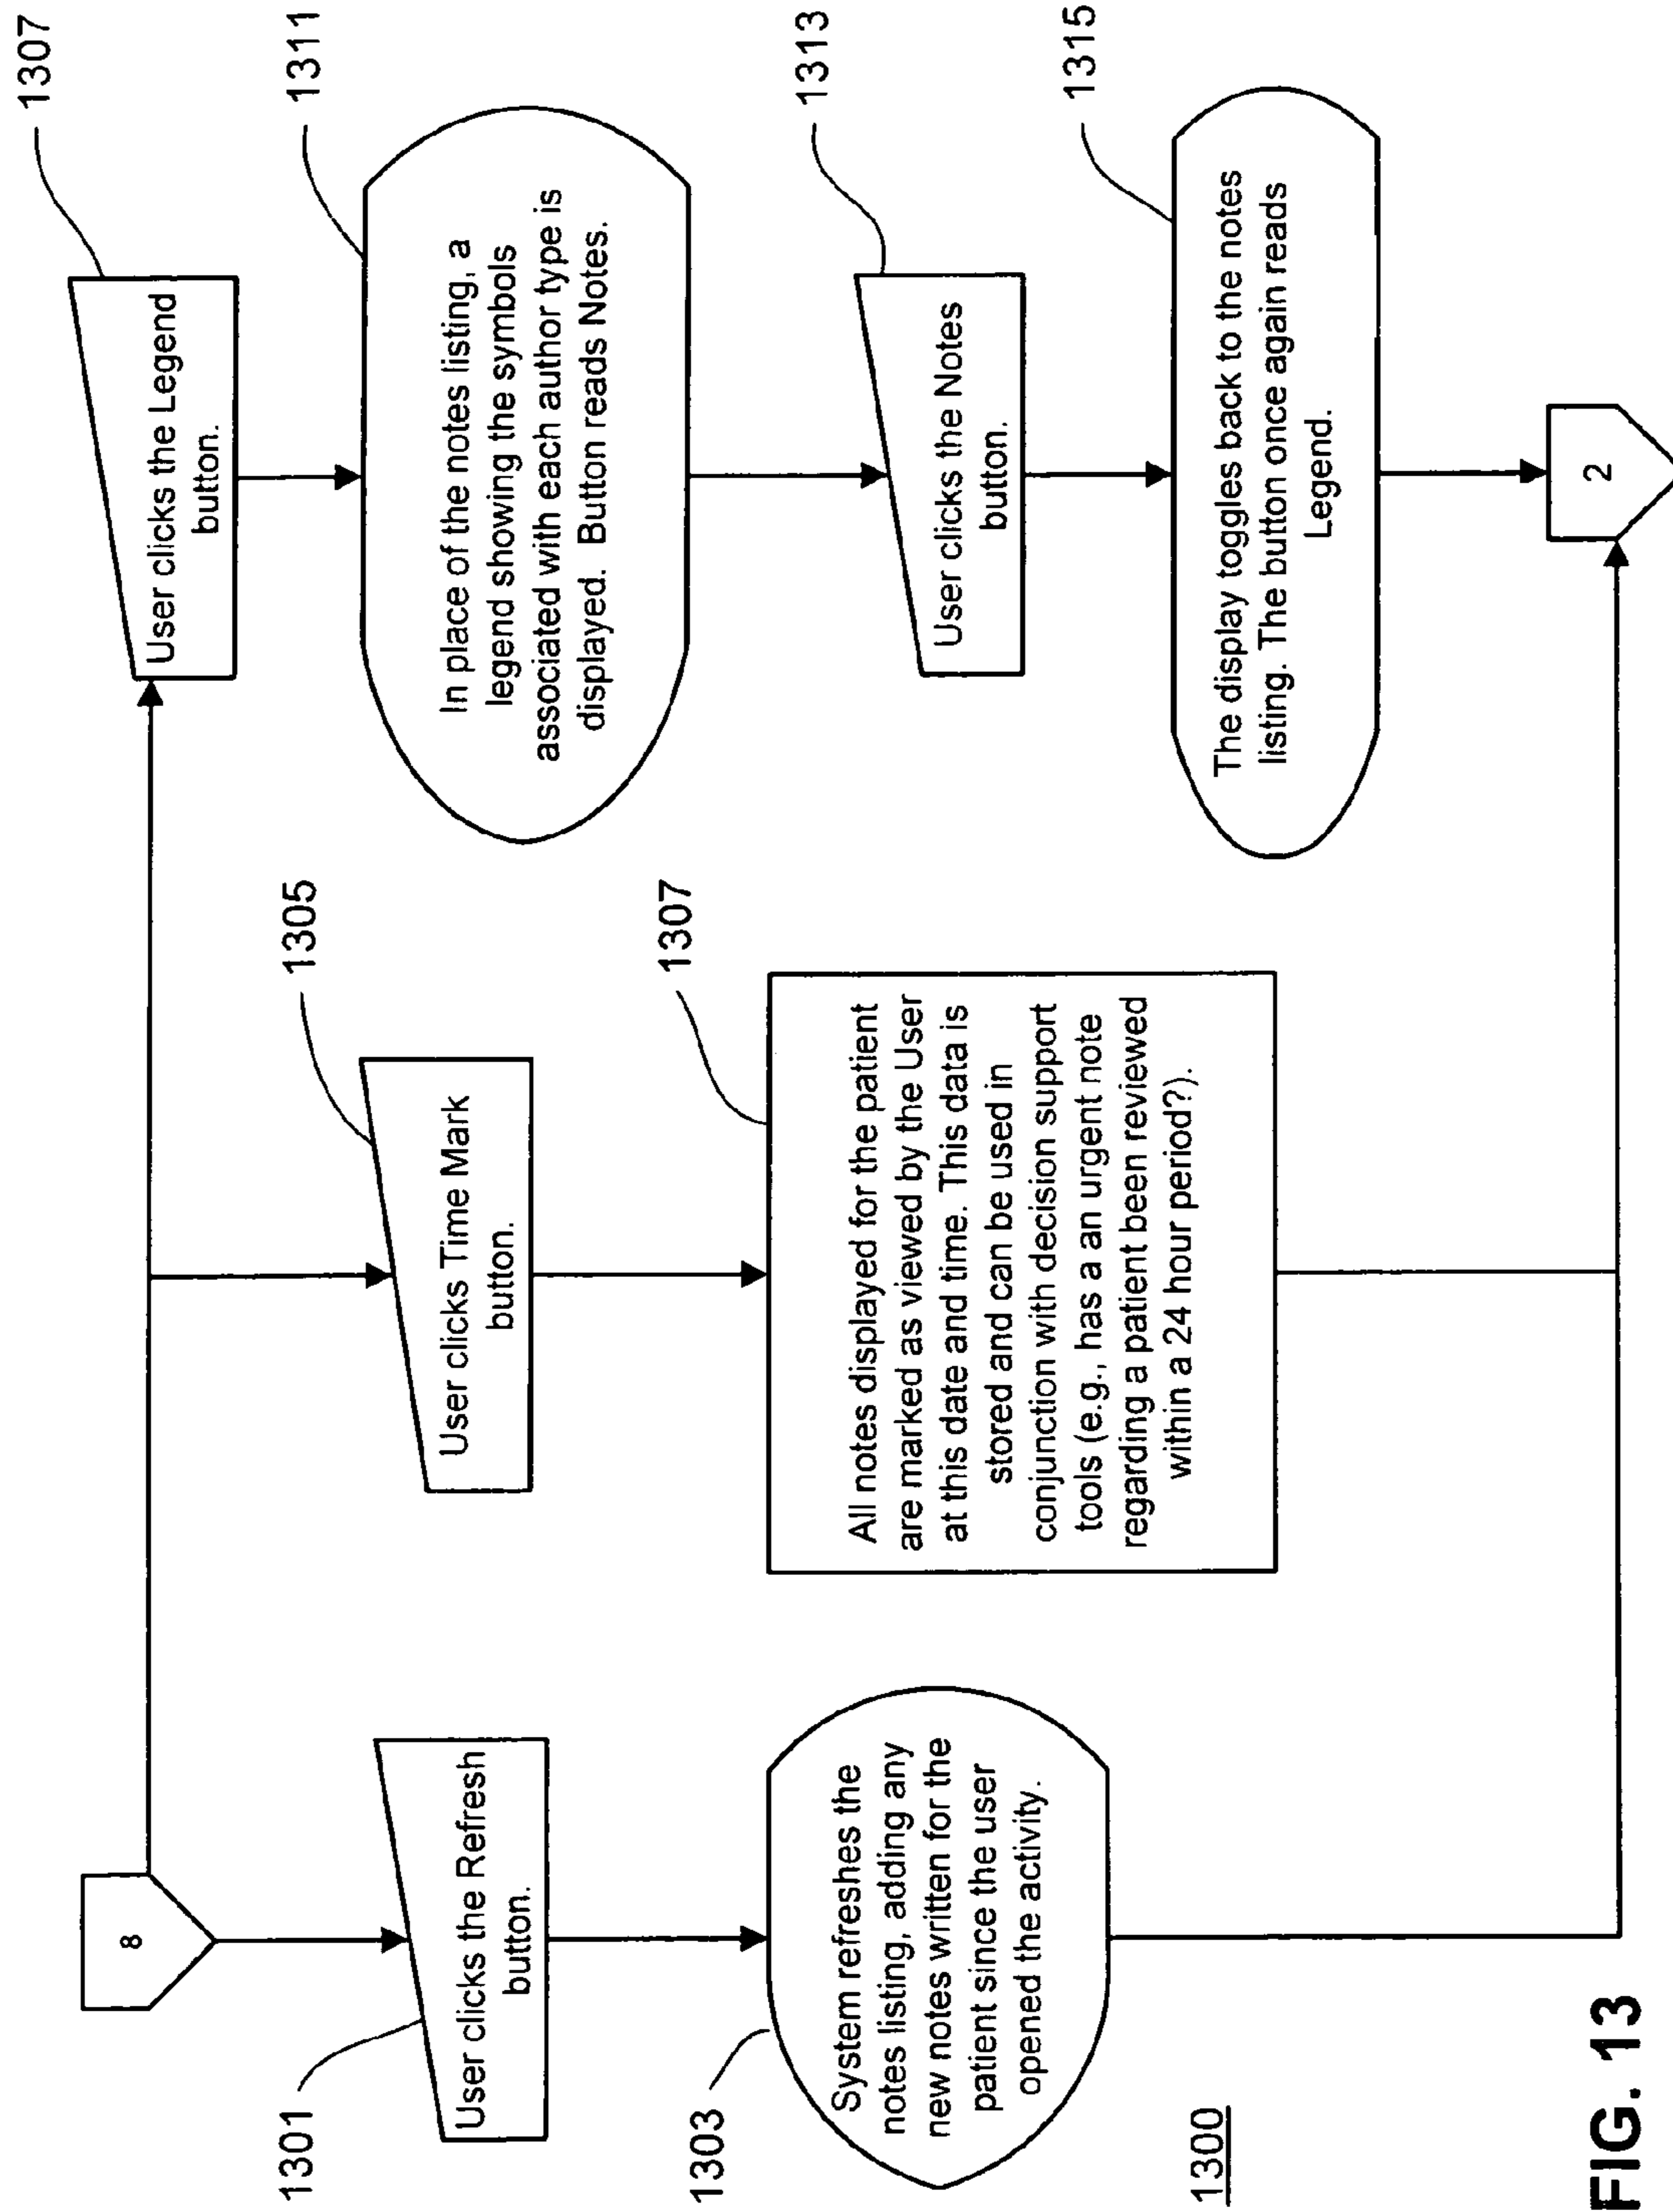 8
1301
User clicks the Refresh
button.
1303
System refreshes the
notes listing, adding any
new notes written for the
patient since the user
opened the activity.
1305
User clicks Time Mark
button.
1307
All notes displayed for the patient
are marked as viewed by the User
at this date and time. This data is
stored and can be used in
conjunction with decision support
tools (e.g., has a an urgent note
regarding a patient been reviewed
within a 24 hour period?).
1307
User clicks the Legend
button.
1311
In place of the notes listing, a
legend showing the symbols
associated with each author type is
displayed. Button reads Notes.
1313
User clicks the Notes
button.
1315
The display toggles back to the notes
listing. The button once again reads
Legend.
2
1300
FIG. 13